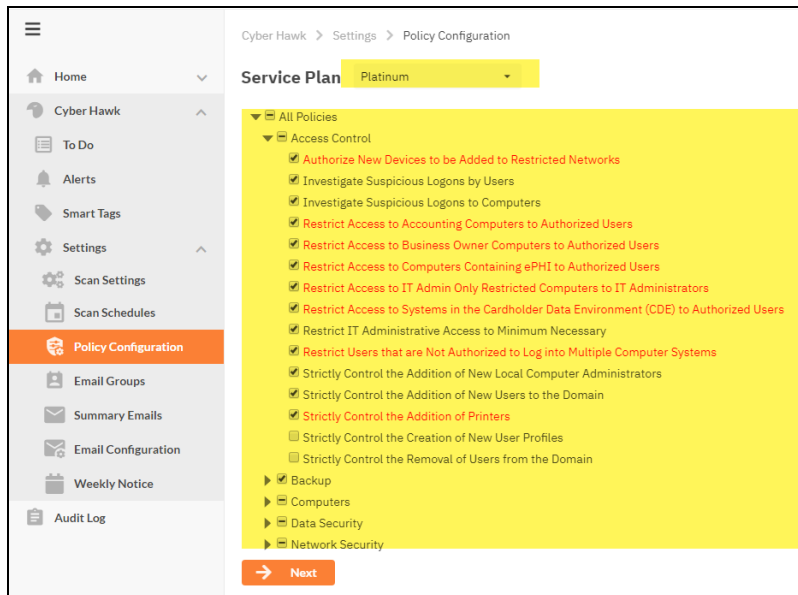 Cyber Hawk > Settings > Policy Configuration
Home
Cyber Hawk
To Do
Alerts
Smart Tags
Settings
Scan Settings
Scan Schedules
Policy Configuration
Email Groups
Summary Emails
Email Configuration
Weekly Notice
Audit Log
Service Plan Platinum
All Policies
Access Control
Authorize New Devices to be Added to Restricted Networks
Investigate Suspicious Logons by Users
Investigate Suspicious Logons to Computers
Restrict Access to Accounting Computers to Authorized Users
Restrict Access to Business Owner Computers to Authorized Users
Restrict Access to Computers Containing ePHI to Authorized Users
Restrict Access to IT Admin Only Restricted Computers to IT Administrators
Restrict Access to Systems in the Cardholder Data Environment (CDE) to Authorized Users
Restrict IT Administrative Access to Minimum Necessary
Restrict Users that are Not Authorized to Log into Multiple Computer Systems
Strictly Control the Addition of New Local Computer Administrators
Strictly Control the Addition of New Users to the Domain
Strictly Control the Addition of Printers
Strictly Control the Creation of New User Profiles
Strictly Control the Removal of Users from the Domain
Backup
Computers
Data Security
Network Security
Next